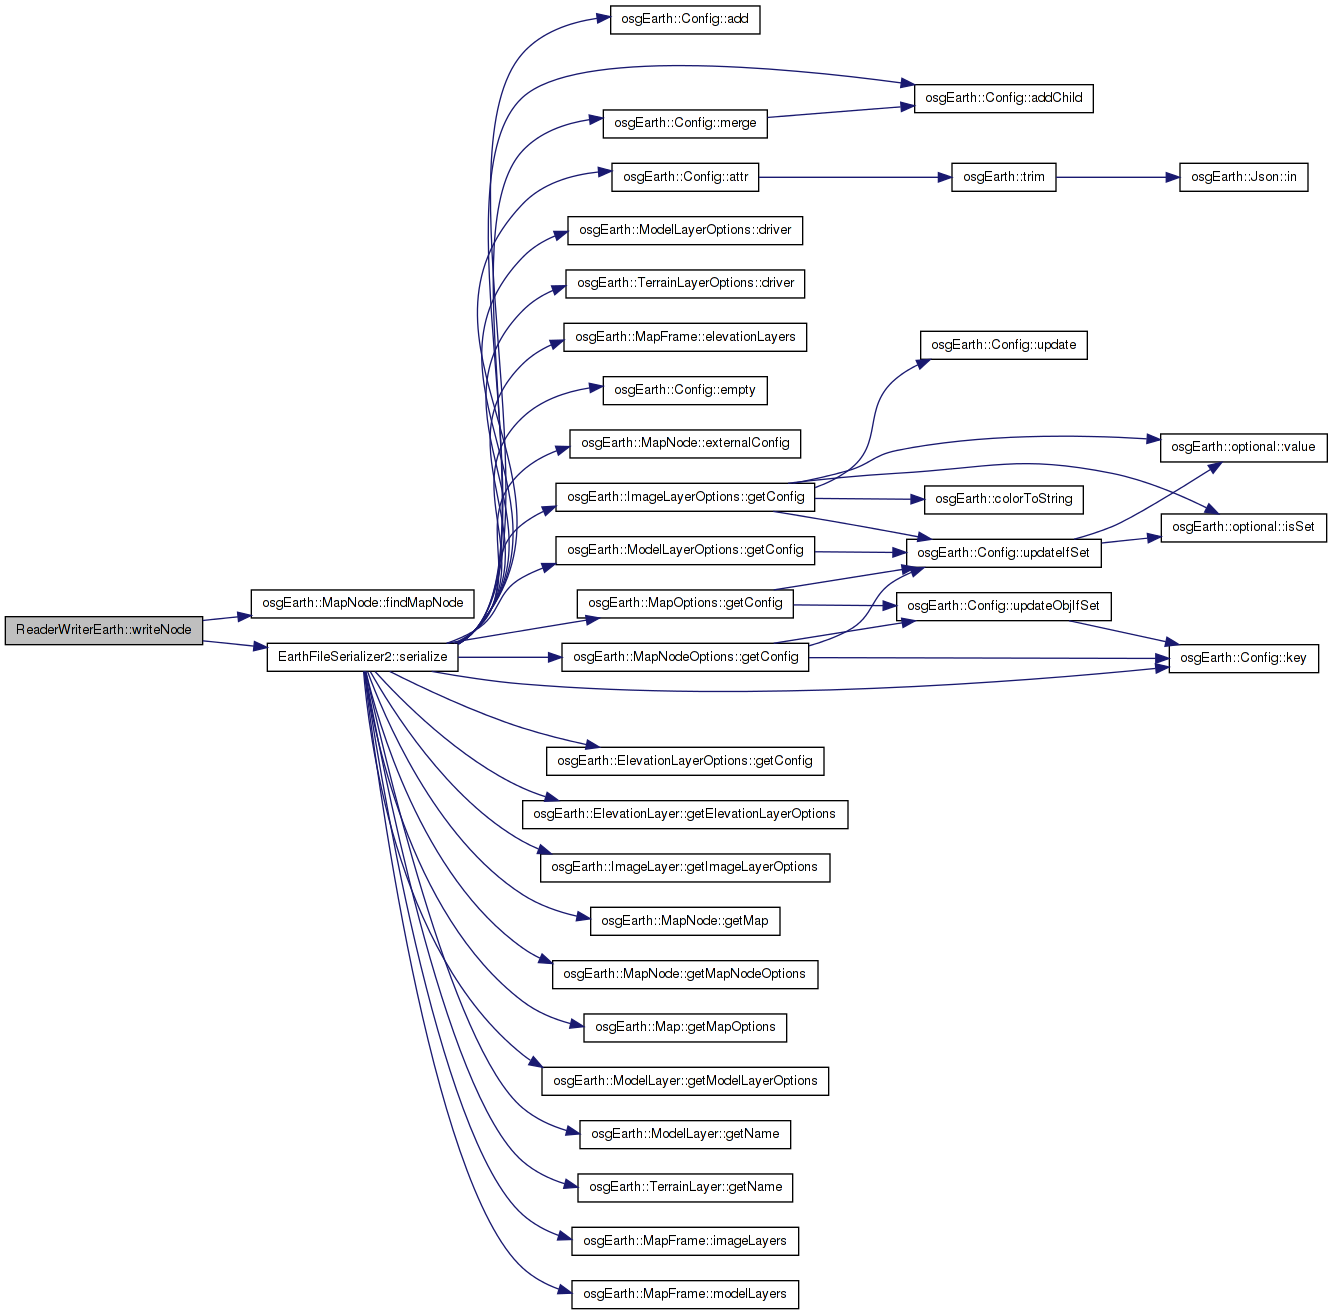 osgEarth::Config::add
osgEarth::Config::addChild
osgEarth::Config::merge
osgEarth::Config::attr
osgEarth::trim
osgEarth::Json::in
osgEarth::ModelLayerOptions::driver
osgEarth::TerrainLayerOptions::driver
osgEarth::MapFrame::elevationLayers
osgEarth::Config::update
osgEarth::Config::empty
osgEarth::MapNode::externalConfig
osgEarth::optional::value
osgEarth::ImageLayerOptions::getConfig
osgEarth::colorToString
osgEarth::optional::isSet
osgEarth::ModelLayerOptions::getConfig
osgEarth::Config::updateIfSet
osgEarth::MapNode::findMapNode
osgEarth::MapOptions::getConfig
osgEarth::Config::updateObjIfSet
ReaderWriterEarth::writeNode
EarthFileSerializer2::serialize
osgEarth::MapNodeOptions::getConfig
osgEarth::Config::key
osgEarth::ElevationLayerOptions::getConfig
osgEarth::ElevationLayer::getElevationLayerOptions
osgEarth::ImageLayer::getImageLayerOptions
osgEarth::MapNode::getMap
osgEarth::MapNode::getMapNodeOptions
osgEarth::Map::getMapOptions
osgEarth::ModelLayer::getModelLayerOptions
osgEarth::ModelLayer::getName
osgEarth::TerrainLayer::getName
osgEarth::MapFrame::imageLayers
osgEarth::MapFrame::modelLayers